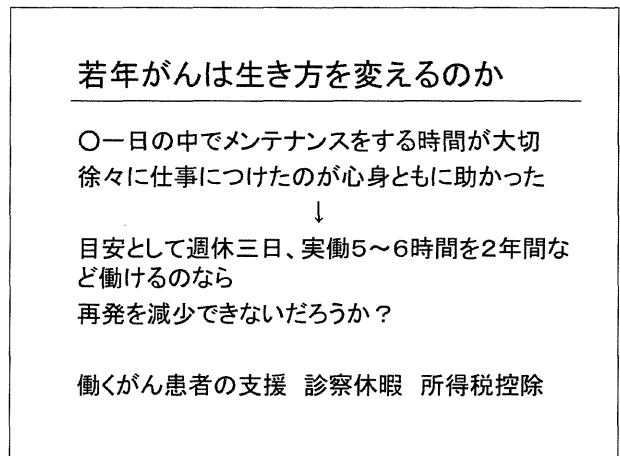 若年がんは生き方を変えるのか
○一日の中でメンテナンスをする時間が大切
徐々に仕事につけたのが心身ともに助かった
↓
目安として週休三日、実働5～6時間を2年間な
ど働けるのなら
再発を減少できないだろうか？
働くがん患者の支援 診察休暇 所得税控除